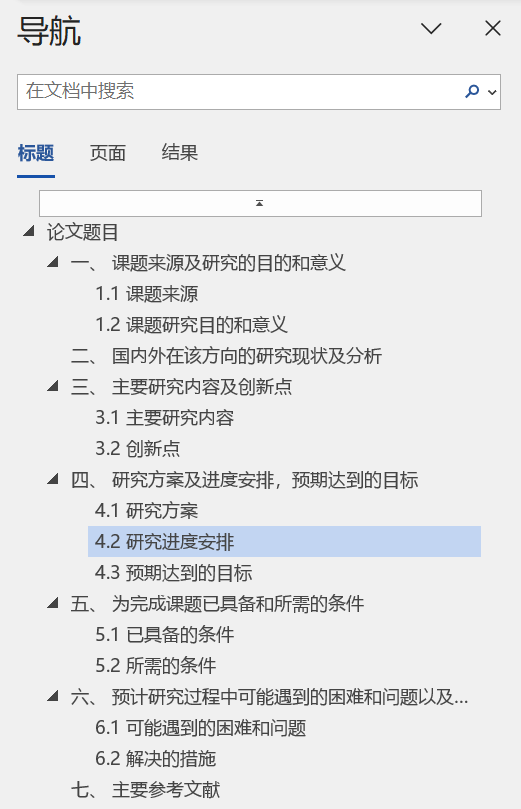 导航
在文档中搜索
标题 页面 结果
论文题目
一、 课题来源及研究的目的和意义
1.1 课题来源
1.2 课题研究目的和意义
二、 国内外在该方向的研究现状及分析
三、 主要研究内容及创新点
3.1 主要研究内容
3.2 创新点
四、 研究方案及进度安排，预期达到的目标
4.1 研究方案
4.2 研究进度安排
4.3 预期达到的目标
五、 为完成课题已具备和所需的条件
5.1 已具备的条件
5.2 所需的条件
六、 预计研究过程中可能遇到的困难和问题以及...
6.1 可能遇到的困难和问题
6.2 解决的措施
七、 主要参考文献